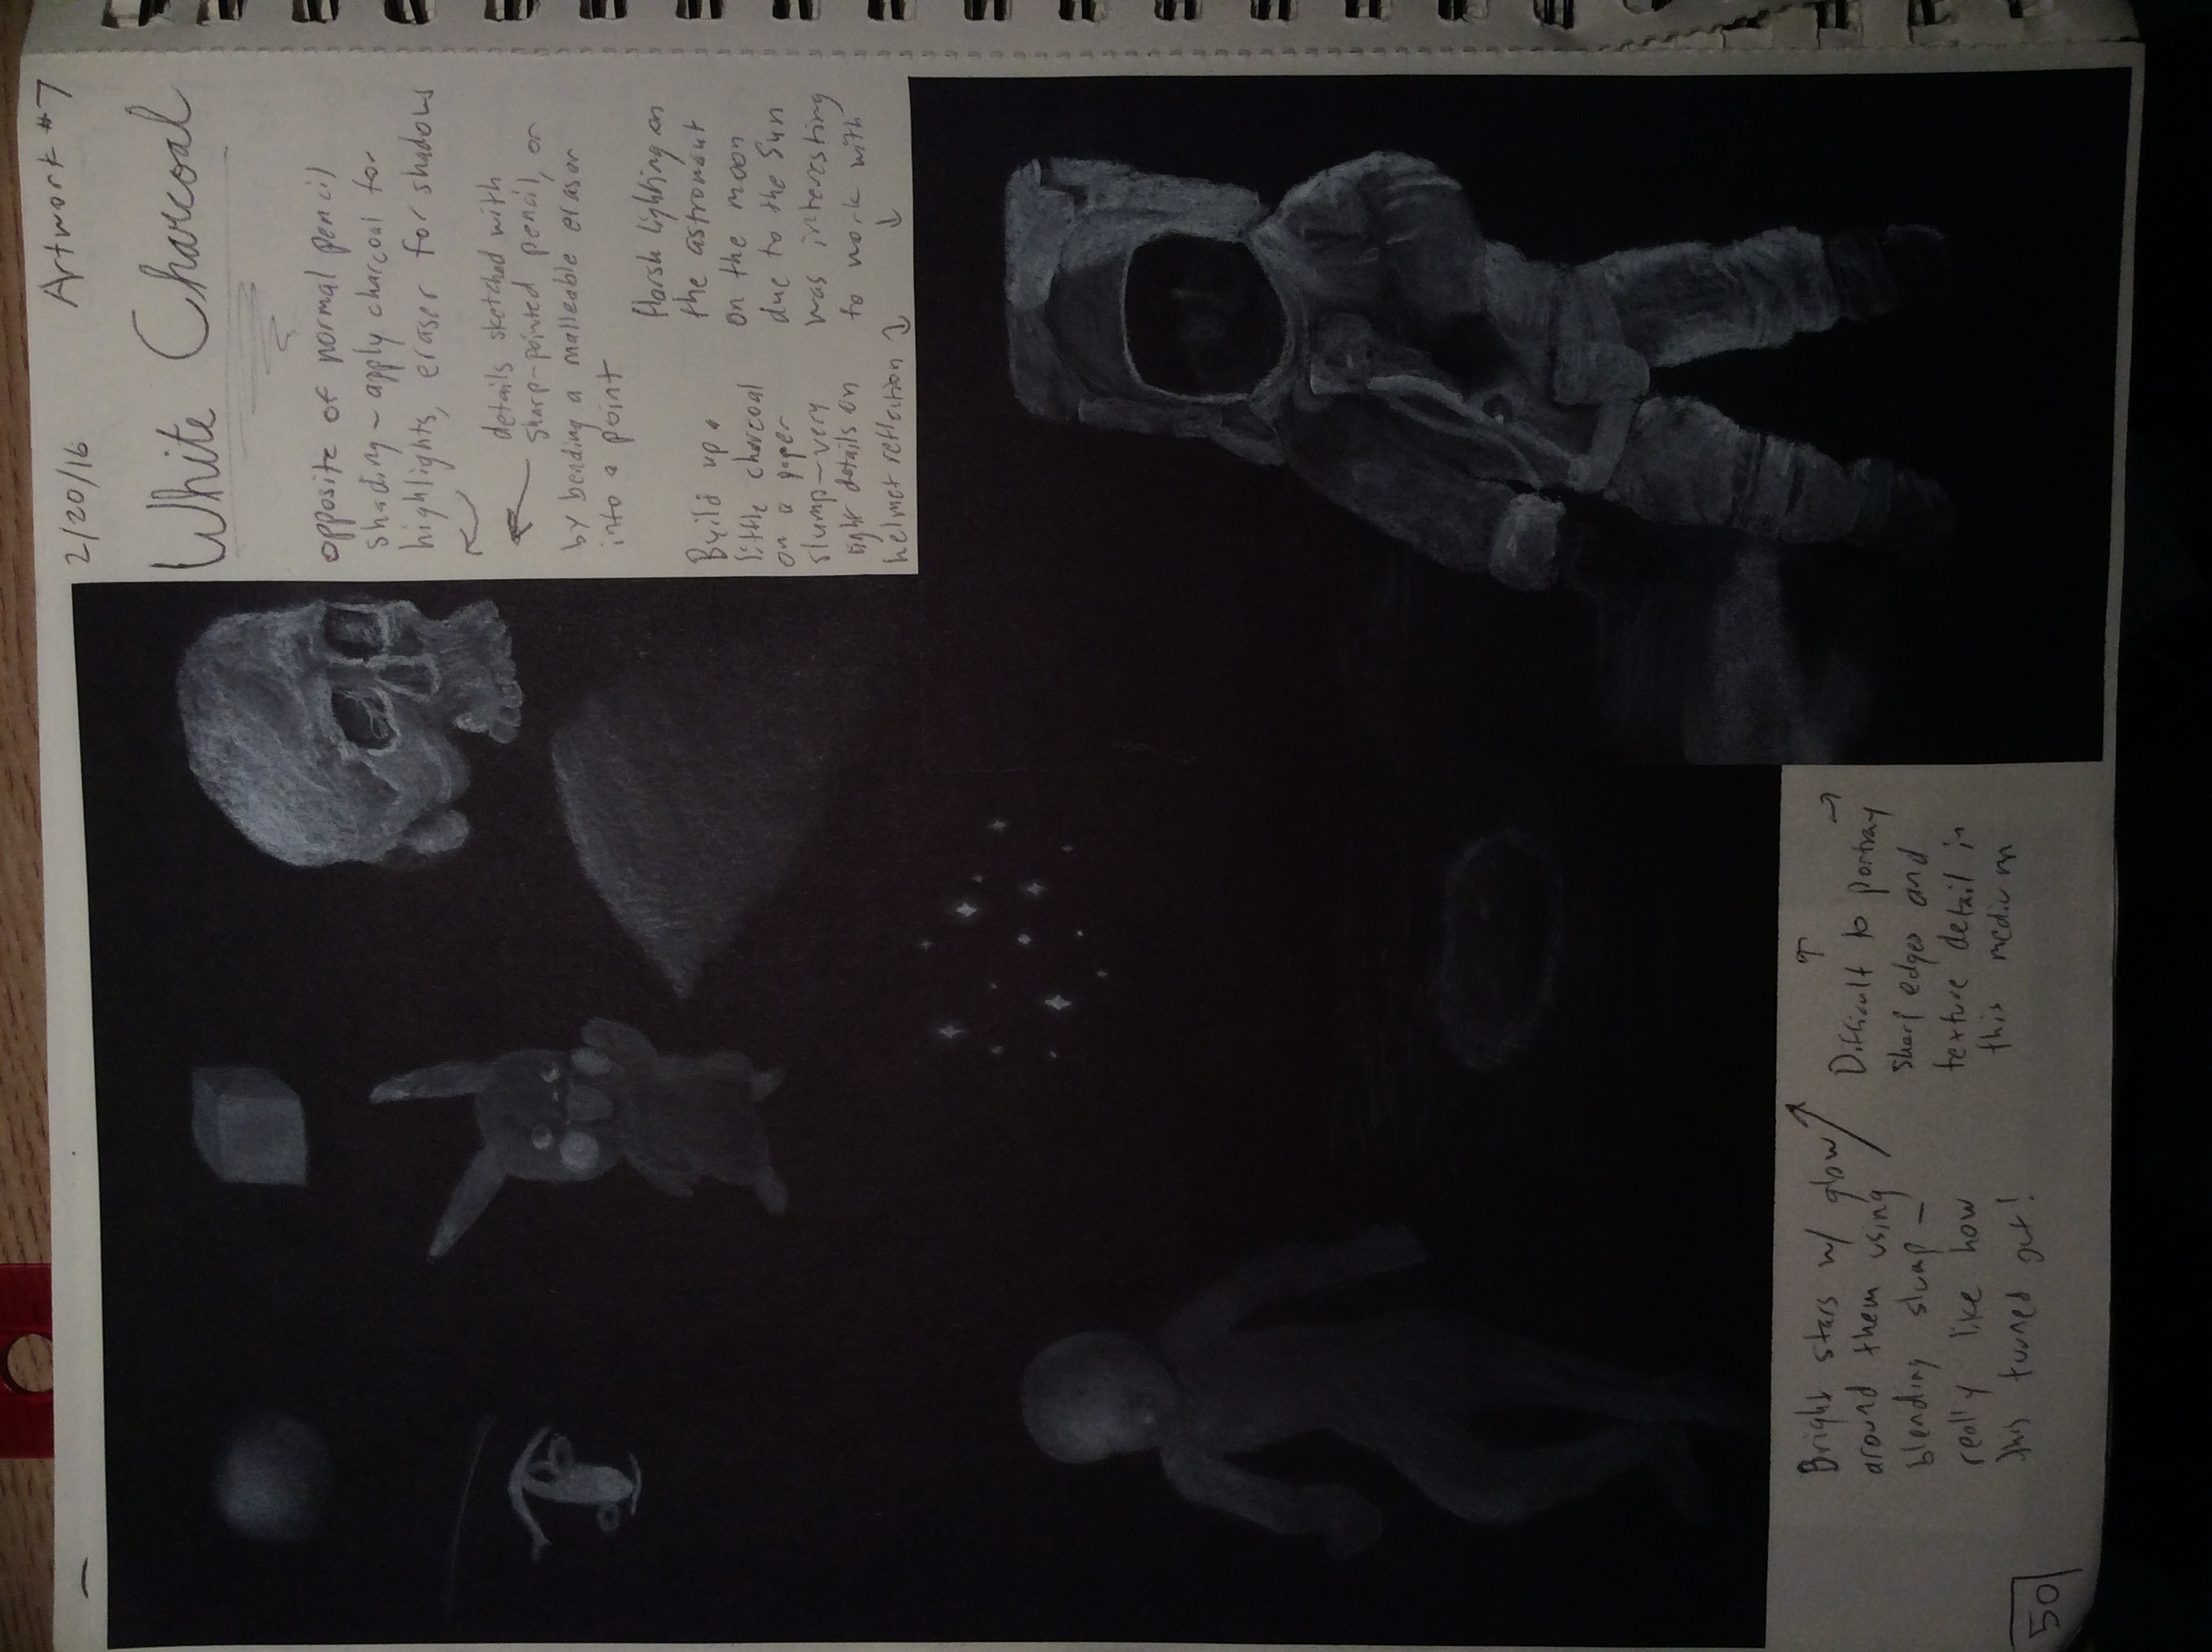 Artwork #7
2/20/16
White Charcoal
opposite of normal pencil
shading - apply charcoal for
highlights, eraser for shadows
details sketched with
sharp-pointed pencil, or
by bending a malleable eraser
into a point
Harsh lighting on
the astronaut
on the moon
due to the sun
was interesting
to work with
Build up a
little charcoal
on a paper
stump - very
light details on
helmet reflection
Bright stars w/ glow
around them using
blending stump -
really like how
this turned out!
Difficult to portray
sharp edges and
texture detail in
this medium
50